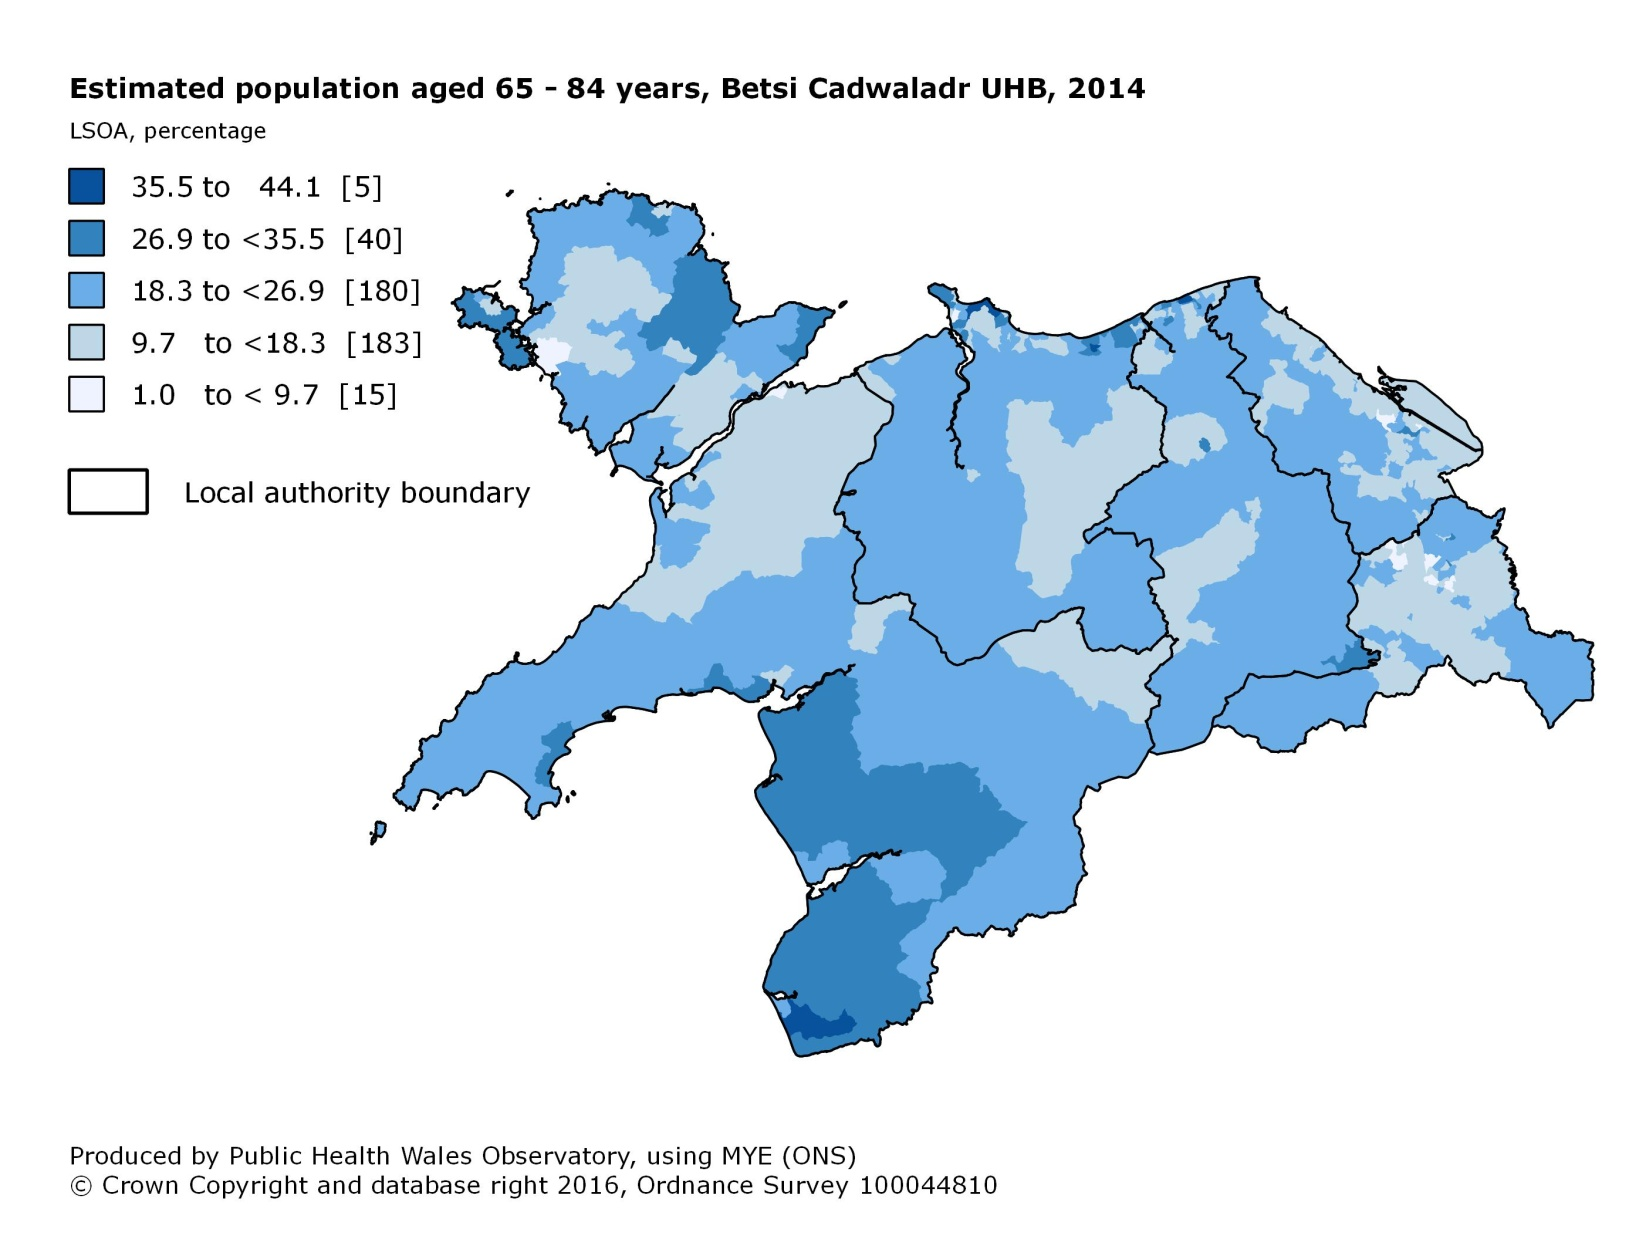 Estimated population aged 65 - 84 years, Betsi Cadwaladr UHB, 2014
LSOA, percentage
35.5 to 44.1 [5]
26.9 to <35.5 [40]
18.3 to <26.9 [180]
9.7 to <18.3 [183]
1.0 to < 9.7 [15]
Local authority boundary
Produced by Public Health Wales Observatory, using MYE (ONS)
© Crown Copyright and database right 2016, Ordnance Survey 100044810